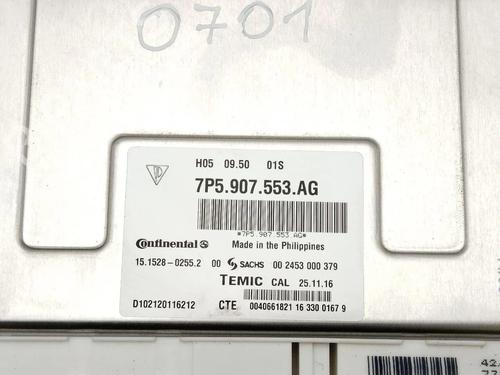 0701
H05 09.50 01S
7P5.907.553.AG
*7P5.907.553 AG*
Continental
Made in the Philippines
15.1528-0255.2 00 SACHS 00 2453 000 379
TEMIC CAL 25.11.16
D102120116212 CTE 0040661821 16 330 0167 9
42